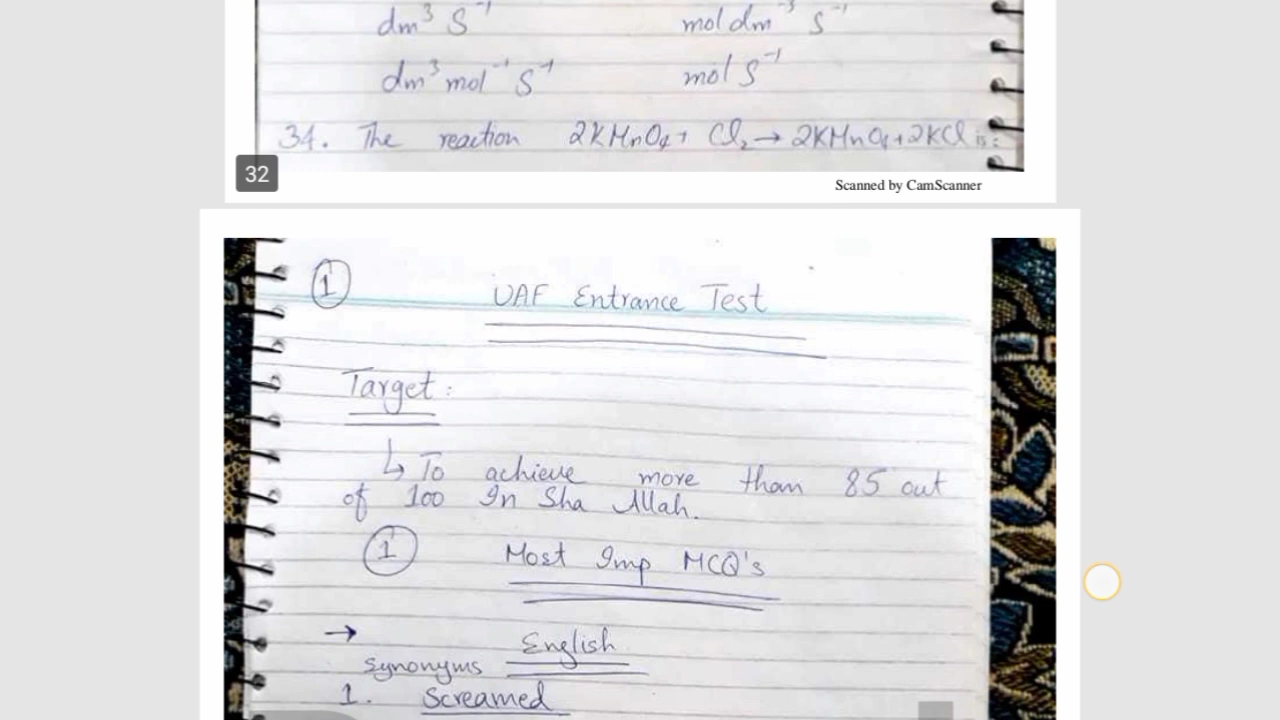 dm³ S⁻¹ mol dm⁻³ S⁻¹
dm³ mol⁻¹ S⁻¹ mol S⁻¹
34. The reaction 2KMnO₄ + Cl₂ → 2KMnO₄ + 2KCl is:
32
Scanned by CamScanner
1 UAF Entrance Test
Target:
↳ To achieve more than 85 out
of 100 In Sha Allah.
1 Most Imp MCQ's
→ English
Synonyms
1. Screamed